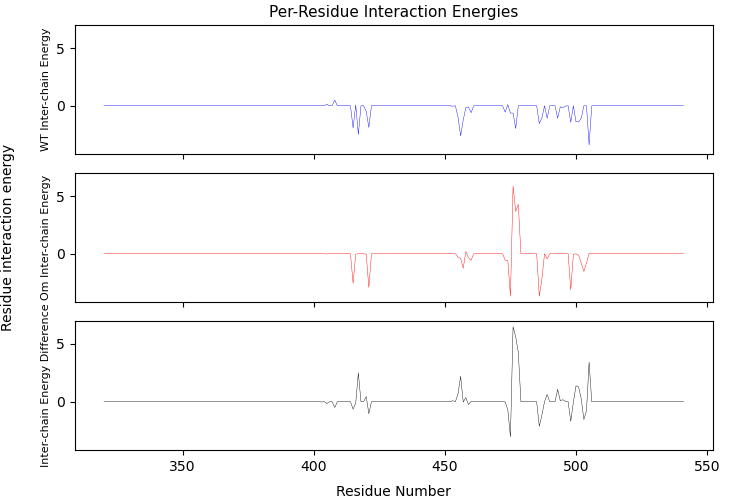 Per-Residue Interaction Energies
Residue interaction energy
WT Inter-chain Energy
5
0
Om Inter-chain Energy
5
0
Inter-chain Energy Difference
5
0
350
400
450
500
550
Residue Number